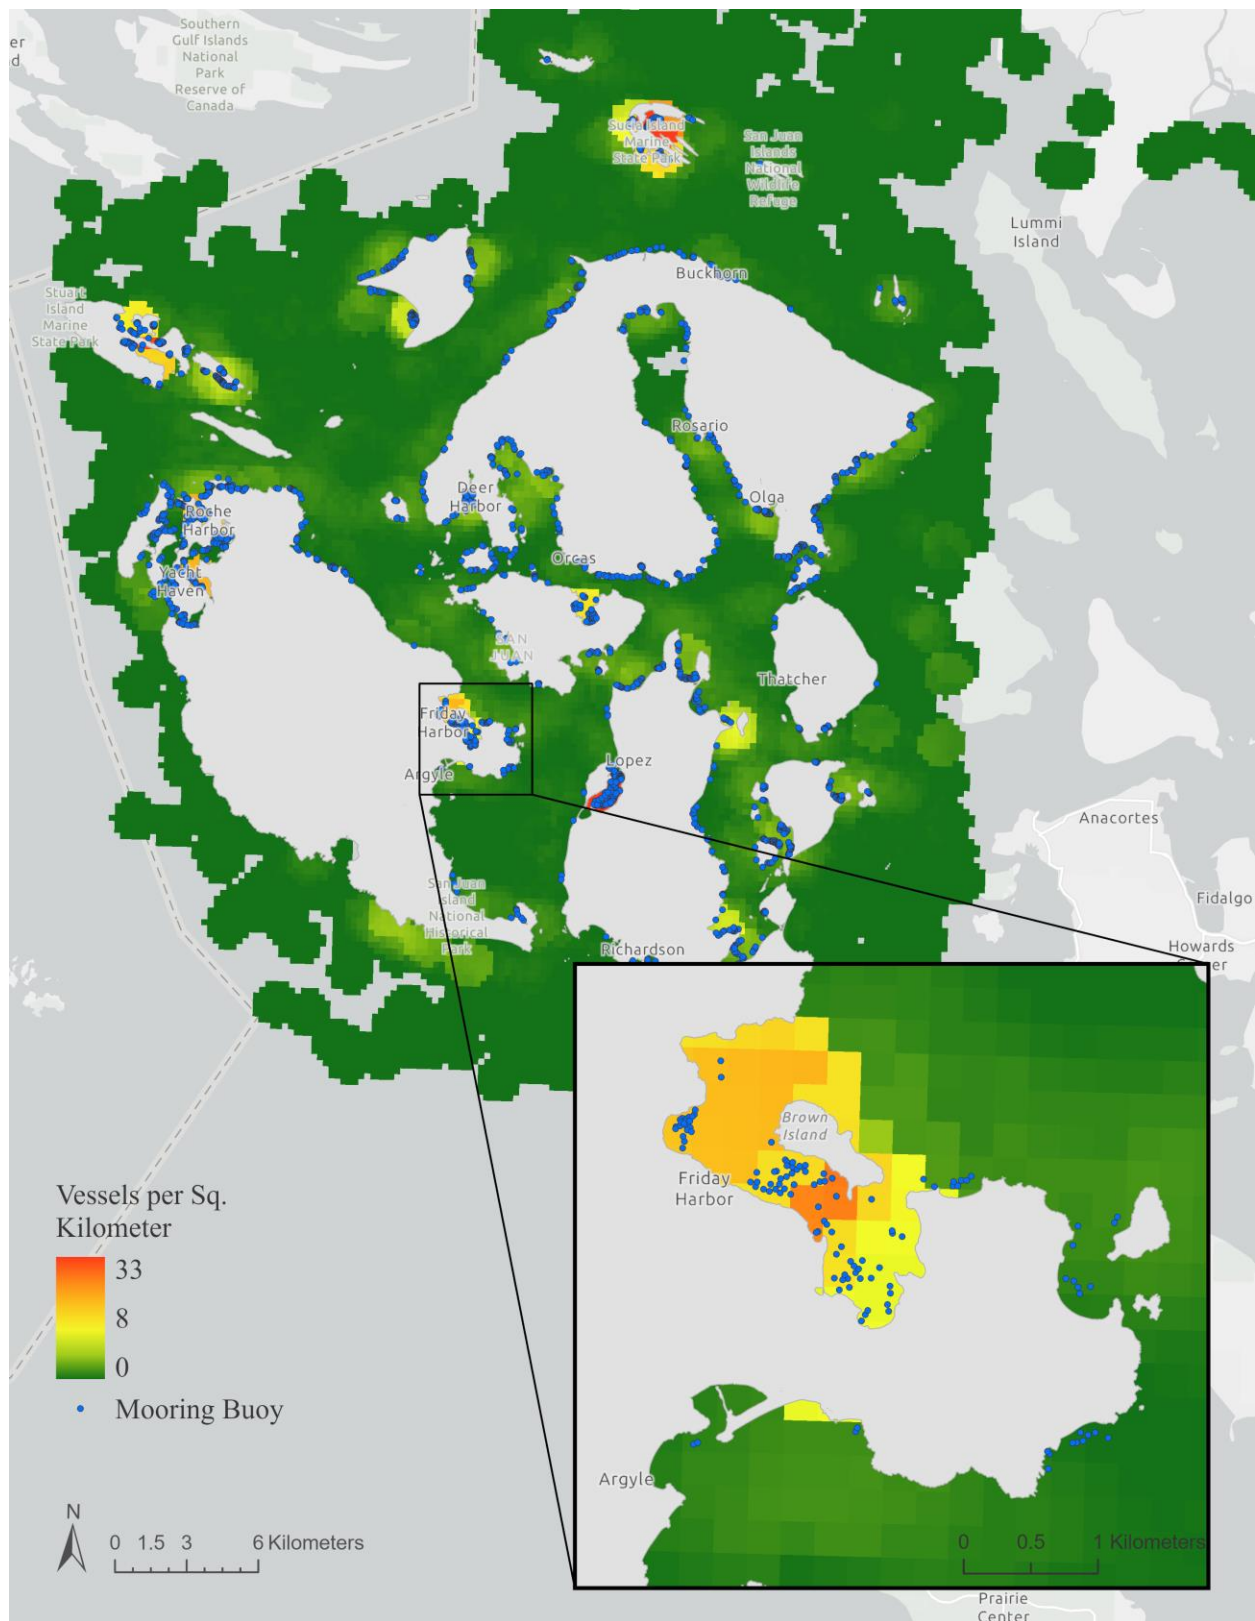 Southern
Gulf Islands
National
Park
Reserve of
Canada
er
d
Sucia Island
Marine
State Park
San Juan
Islands
National
Wildlife
Refuge
Lummi
Island
Buckhorn
Stuart
Island
Marine
State Park
Rosario
Deer
Harbor
Olga
Roche
Harbor
Orcas
Yacht
Haven
SAN
JUAN
Thatcher
Friday
Harbor
Lopez
Argyle
Anacortes
San Juan
Island
National
Historical
Park
Fidalgo
Richardson
Howards
er
Brown
Island
Friday
Harbor
Argyle
0 0.5 1 Kilometers
Vessels per Sq.
Kilometer
33
8
0
Mooring Buoy
N
0 1.5 3 6 Kilometers
Prairie
Center